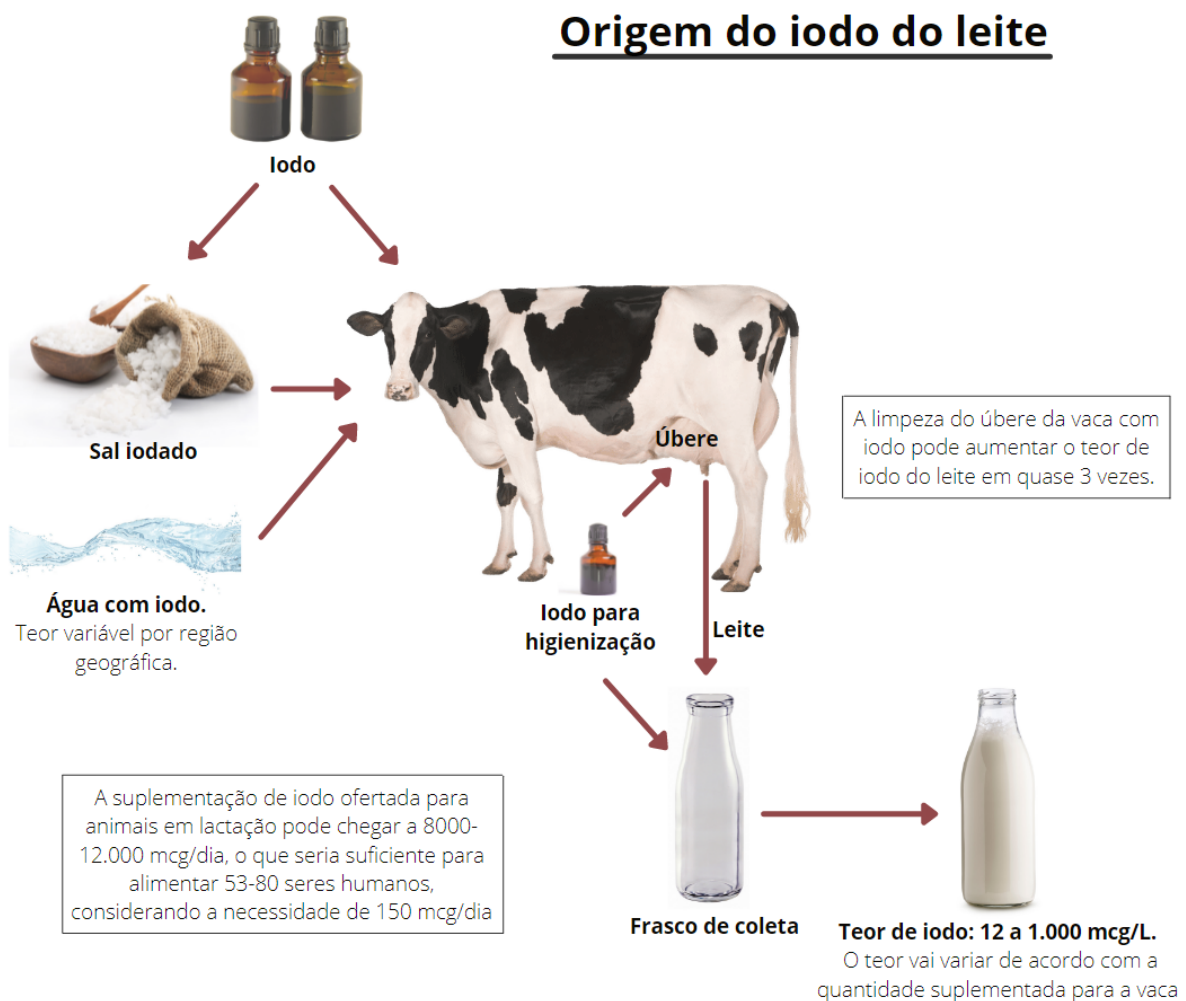 Origem do iodo do leite
Iodo
Sal iodado
Úbere
A limpeza do úbere da vaca com
iodo pode aumentar o teor de
iodo do leite em quase 3 vezes.
Água com iodo.
Teor variável por região
geográfica.
Iodo para
higienização
Leite
A suplementação de iodo ofertada para
animais em lactação pode chegar a 8000-
12.000 mcg/dia, o que seria suficiente para
alimentar 53-80 seres humanos,
considerando a necessidade de 150 mcg/dia
Frasco de coleta
Teor de iodo: 12 a 1.000 mcg/L.
O teor vai variar de acordo com a
quantidade suplementada para a vaca